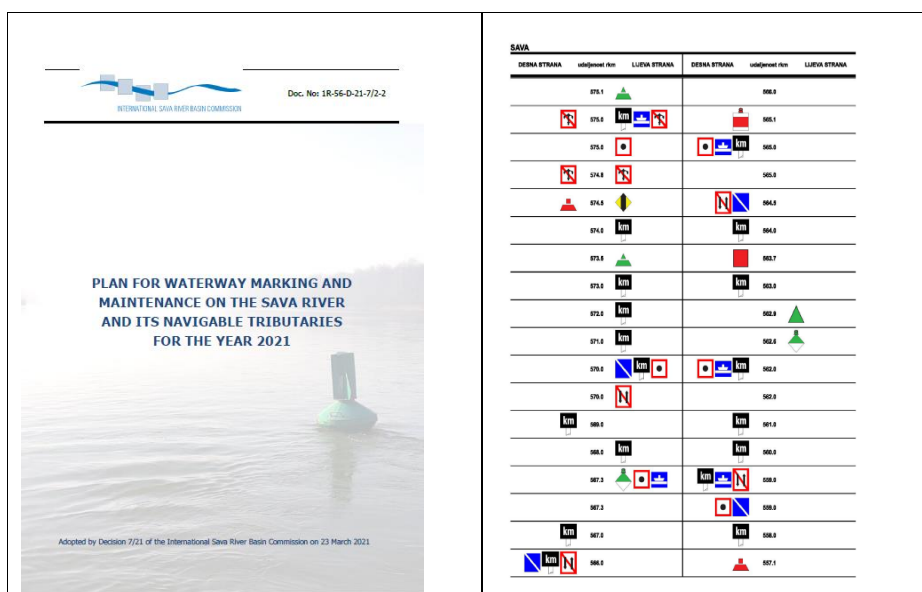 Doc. No: 1R-56-D-21-7/2-2
INTERNATIONAL SAVA RIVER BASIN COMMISSION
PLAN FOR WATERWAY MARKING AND
MAINTENANCE ON THE SAVA RIVER
AND ITS NAVIGABLE TRIBUTARIES
FOR THE YEAR 2021
Adopted by Decision 7/21 of the International Sava River Basin Commission on 23 March 2021
SAVA
DESNA STRANA udaljenost rkm LIJEVA STRANA DESNA STRANA udaljenost rkm LIJEVA STRANA
575.1 566.0
575.0 km 565.1
575.0 km 565.0
574.8 565.0
574.5 564.5
574.0 km km 564.0
573.8 563.7
573.0 km km 563.0
572.0 km 562.9
571.0 km 562.6
570.0 km km 562.0
570.0 562.0
km 569.0 km 561.0
568.0 km km 560.0
567.3 km 559.0
567.3 559.0
km 567.0 km 558.0
km 566.0 557.1